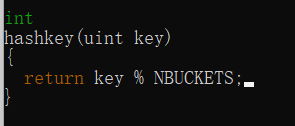 int
hashkey(uint key)
{
  return key % NBUCKETS;
}